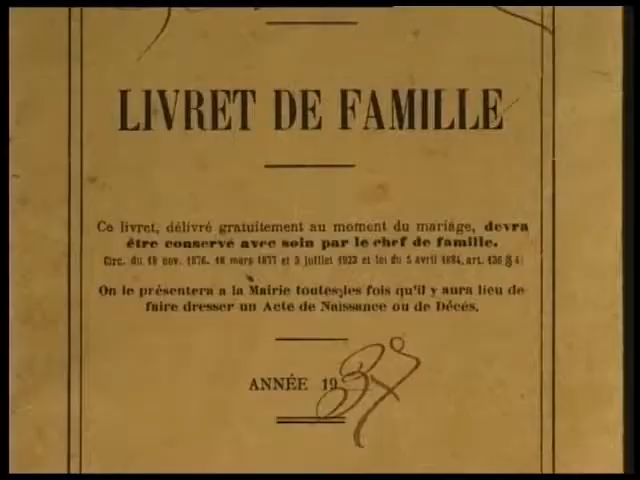 LIVRET DE FAMILLE
Ce livret, délivré gratuitement au moment du mariage, devra
être conservé avec soin par le chef de famille.
Circ. du 18 nov. 1876. 18 mars 1877 et 3 juillet 1923 et loi du 5 avril 1884, art. 136 § 4
On le présentera a la Mairie toutes les fois qu'il y aura lieu de
faire dresser un Acte de Naissance ou de Décés.
ANNÉE 1937